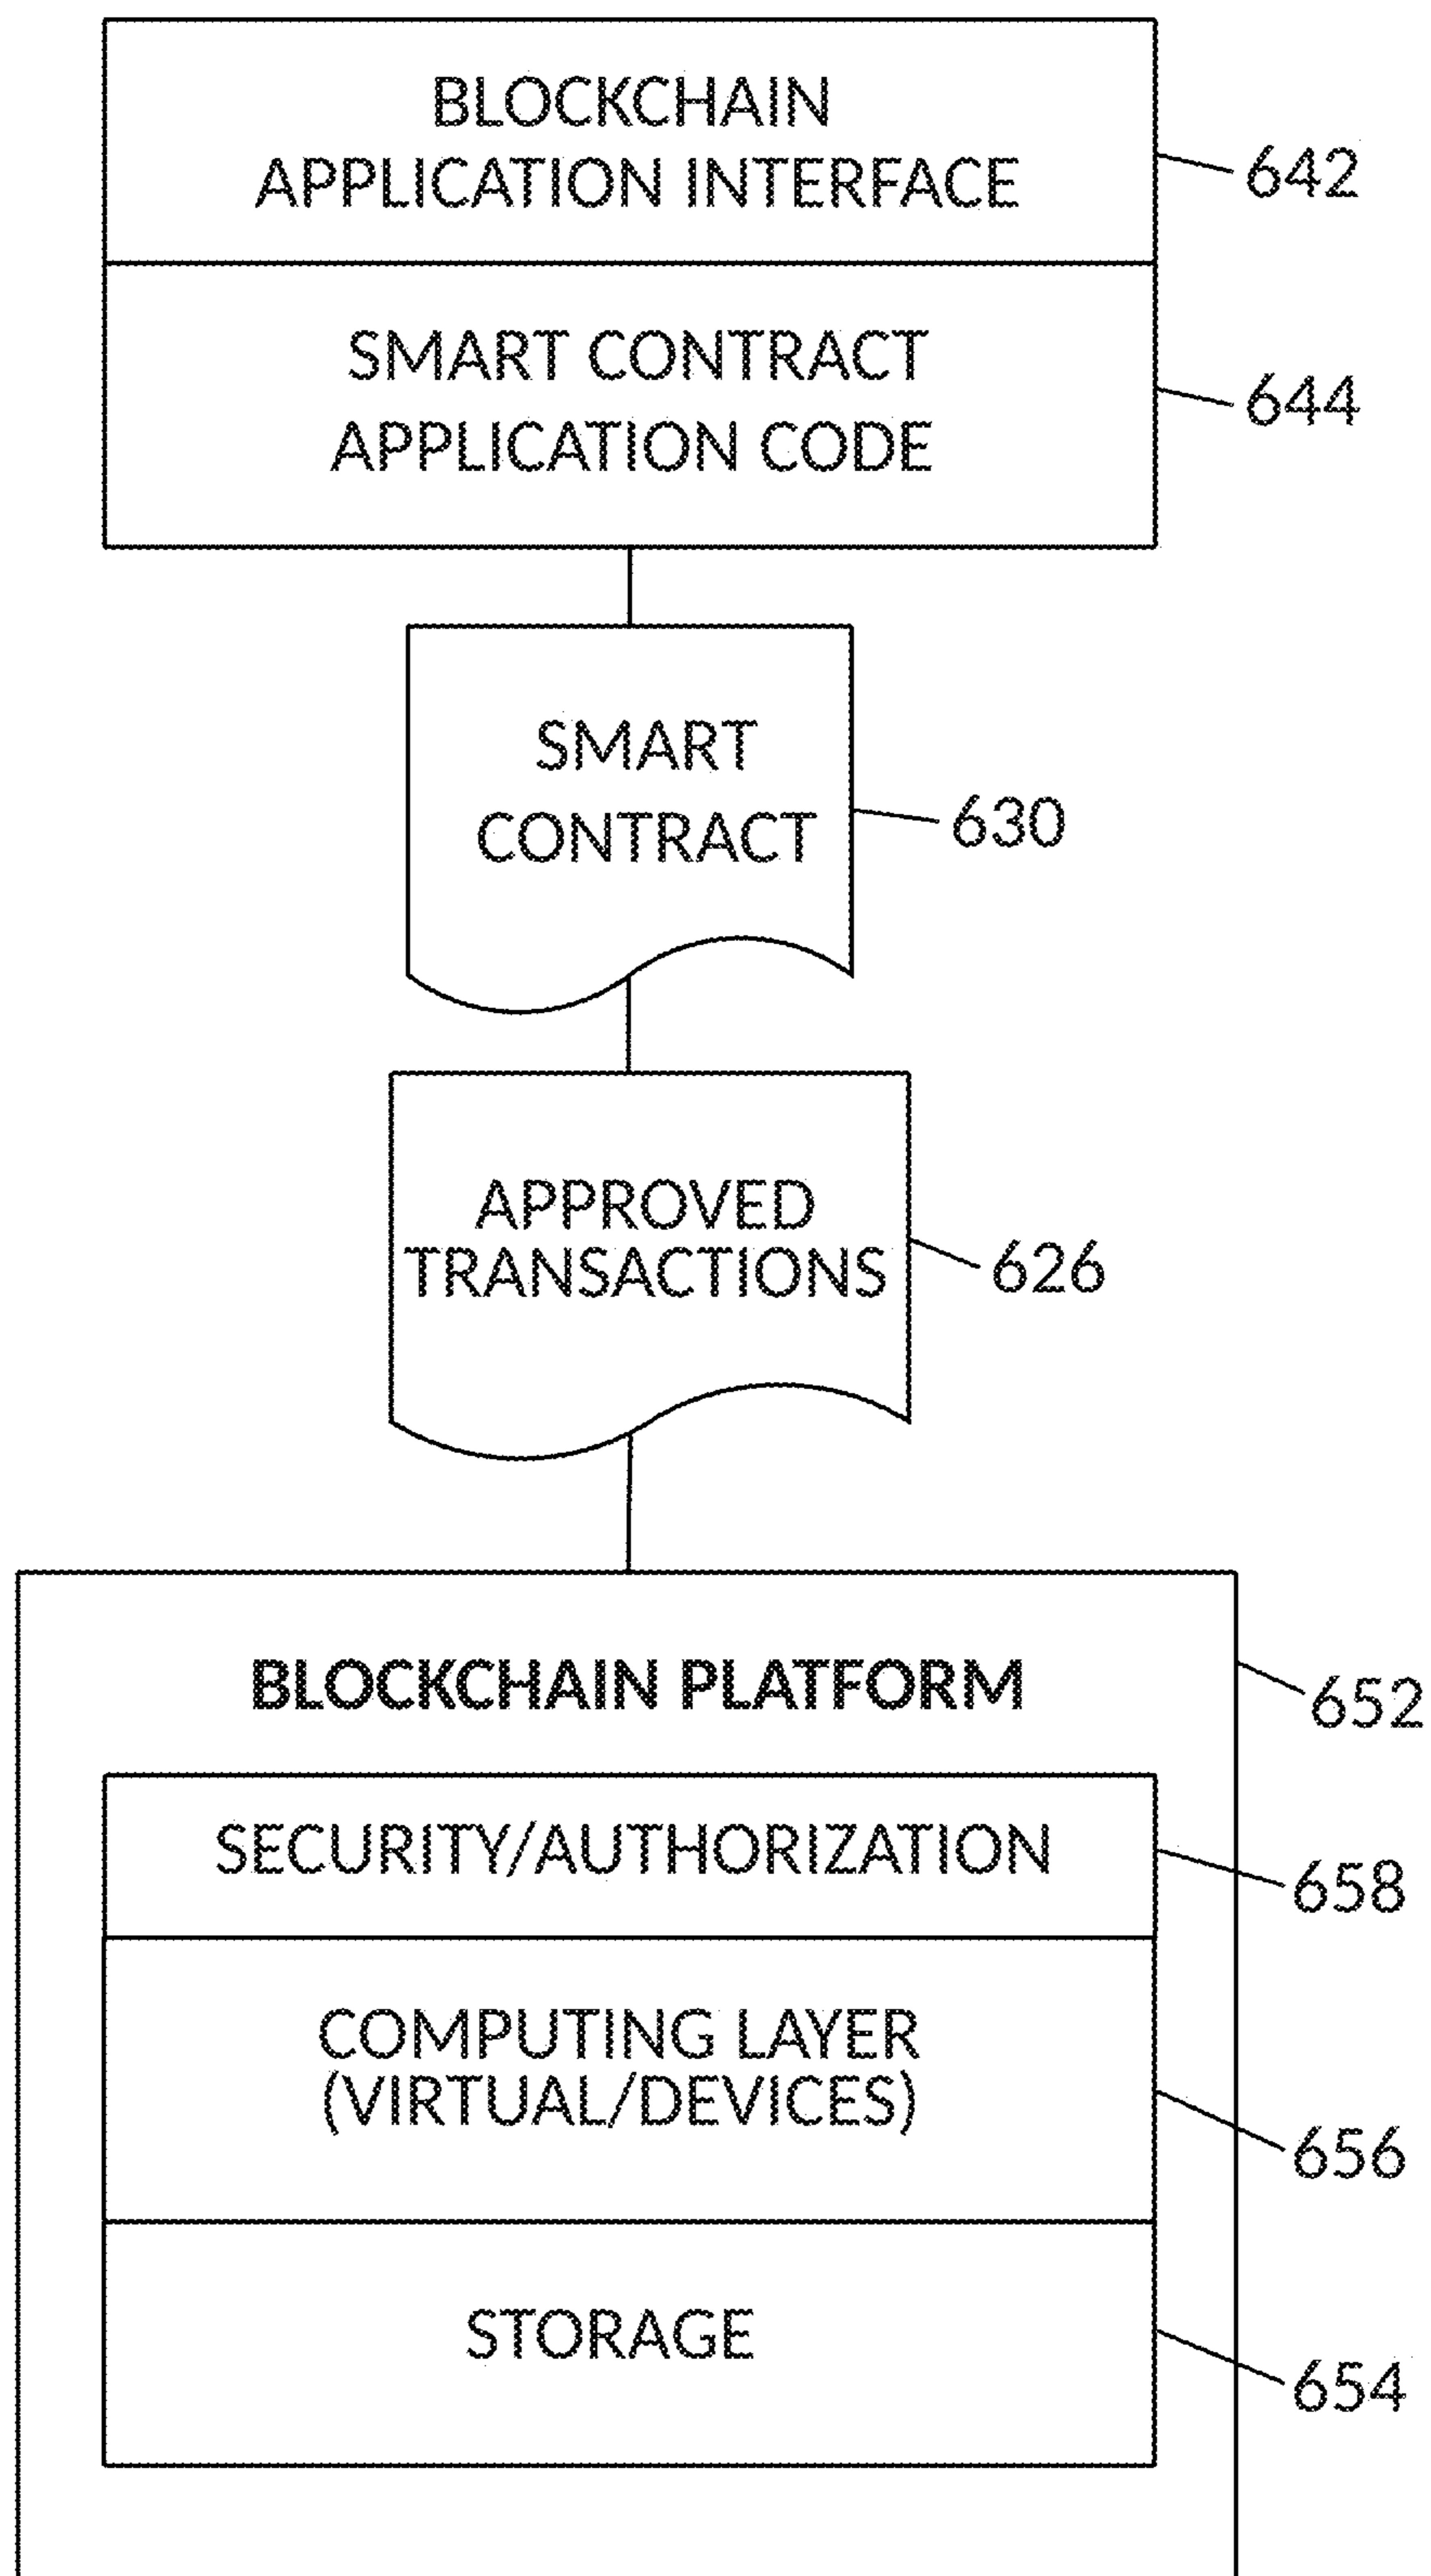 BLOCKCHAIN
APPLICATION INTERFACE
642
SMART CONTRACT
APPLICATION CODE
644
SMART
CONTRACT
630
APPROVED
TRANSACTIONS
626
BLOCKCHAIN PLATFORM
652
SECURITY/AUTHORIZATION
658
COMPUTING LAYER
(VIRTUAL/DEVICES)
656
STORAGE
654